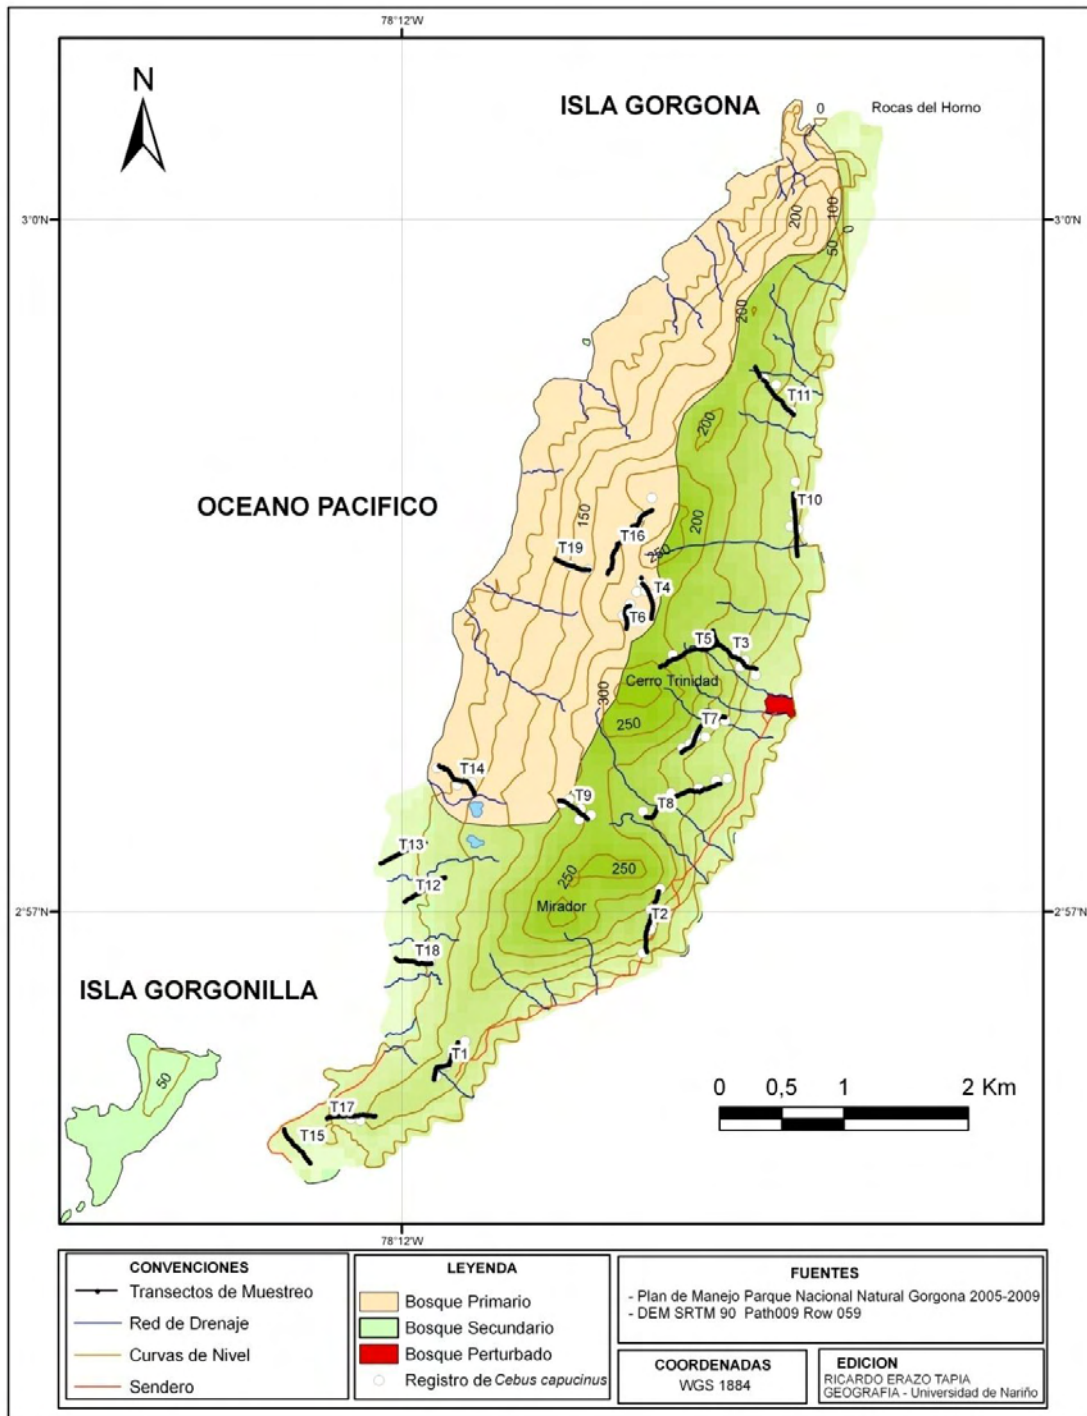 78°12'W
N
ISLA GORGONA
0
Rocas del Horno
3°0'N
3°0'N
200
100
50
0
200
T11
200
OCEANO PACIFICO
T10
150
200
T16
250
T19
T4
T6
T5
T3
Cerro Trinidad
300
250
T7
T14
T9
T8
T13
250
250
T12
Mirador
2°57'N
T2
2°57'N
T18
ISLA GORGONILLA
50
T1
0 0,5 1 2 Km
T17
T15
78°12'W
CONVENCIONES
Transectos de Muestreo
Red de Drenaje
Curvas de Nivel
Sendero
LEYENDA
Bosque Primario
Bosque Secundario
Bosque Perturbado
Registro de Cebus capucinus
FUENTES
- Plan de Manejo Parque Nacional Natural Gorgona 2005-2009
- DEM SRTM 90 Path009 Row 059
COORDENADAS
WGS 1884
EDICION
RICARDO ERAZO TAPIA
GEOGRAFIA - Universidad de Nariño